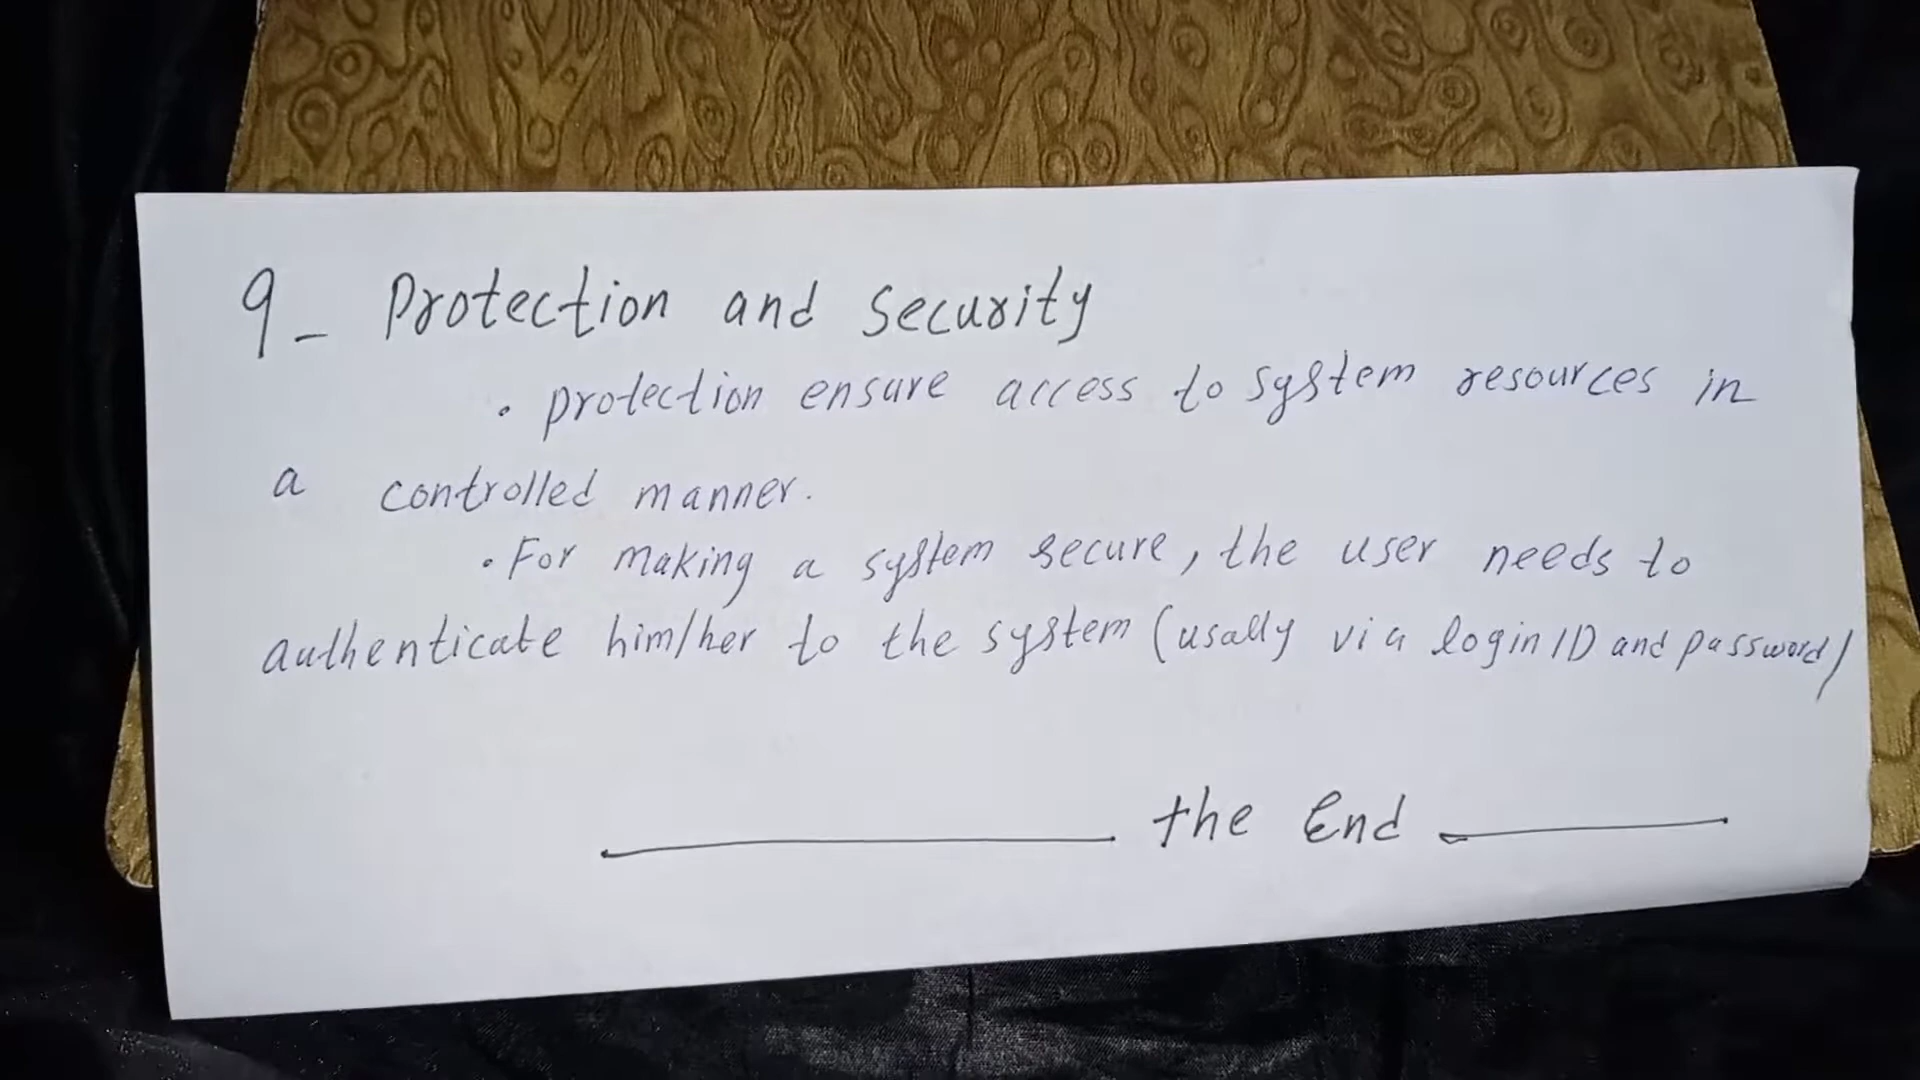 9_ Protection and Security
. protection ensure access to system resources in
a controlled manner.
. For making a system secure, the user needs to
authenticate him/her to the system (usally via login ID and password)
the End